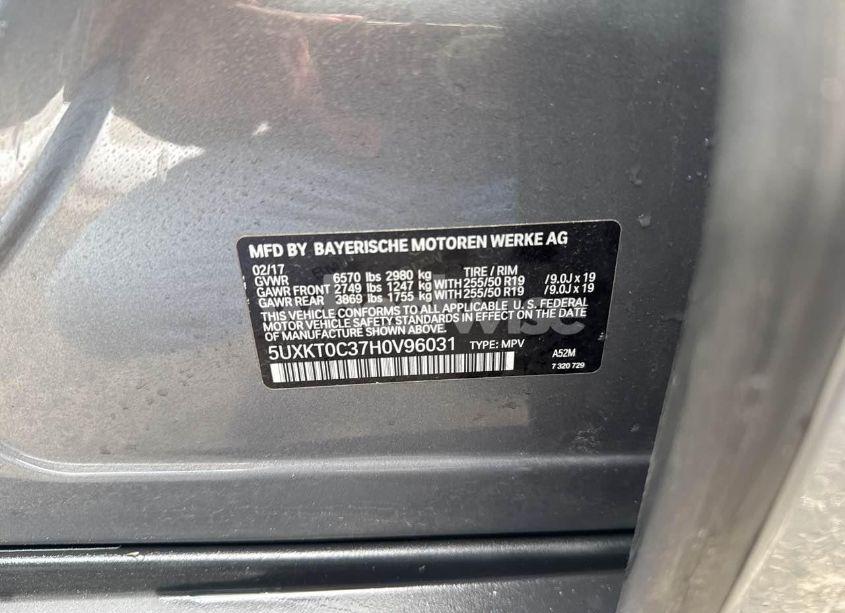 MFD BY BAYERISCHE MOTOREN WERKE AG
02/17
GVWR 6570 lbs 2980 kg TIRE / RIM
GAWR FRONT 2749 lbs 1247 kg WITH 255/50 R19 /9.0J x 19
GAWR REAR 3869 lbs 1755 kg WITH 255/50 R19 /9.0J x 19
THIS VEHICLE CONFORMS TO ALL APPLICABLE U. S. FEDERAL
MOTOR VEHICLE SAFETY STANDARDS IN EFFECT ON THE DATE
OF MANUFACTURE SHOWN ABOVE.
5UXKT0C37H0V96031 TYPE: MPV A52M
7 320 729